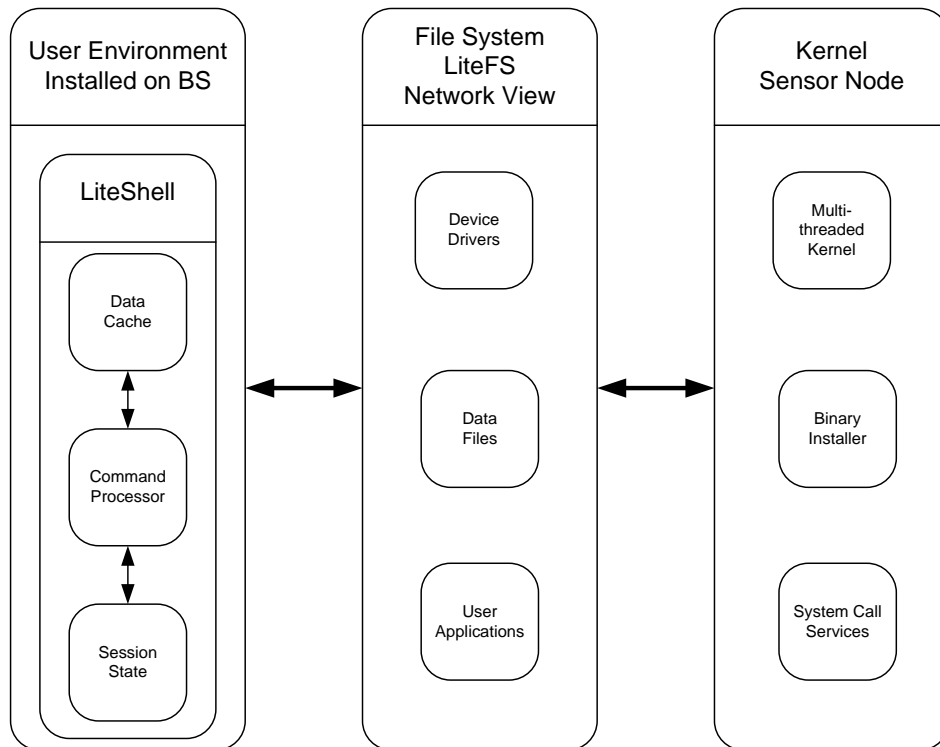 User Environment
Installed on BS
LiteShell
Data
Cache
Command
Processor
Session
State
File System
LiteFS
Network View
Device
Drivers
Data
Files
User
Applications
Kernel
Sensor Node
Multi-
threaded
Kernel
Binary
Installer
System Call
Services